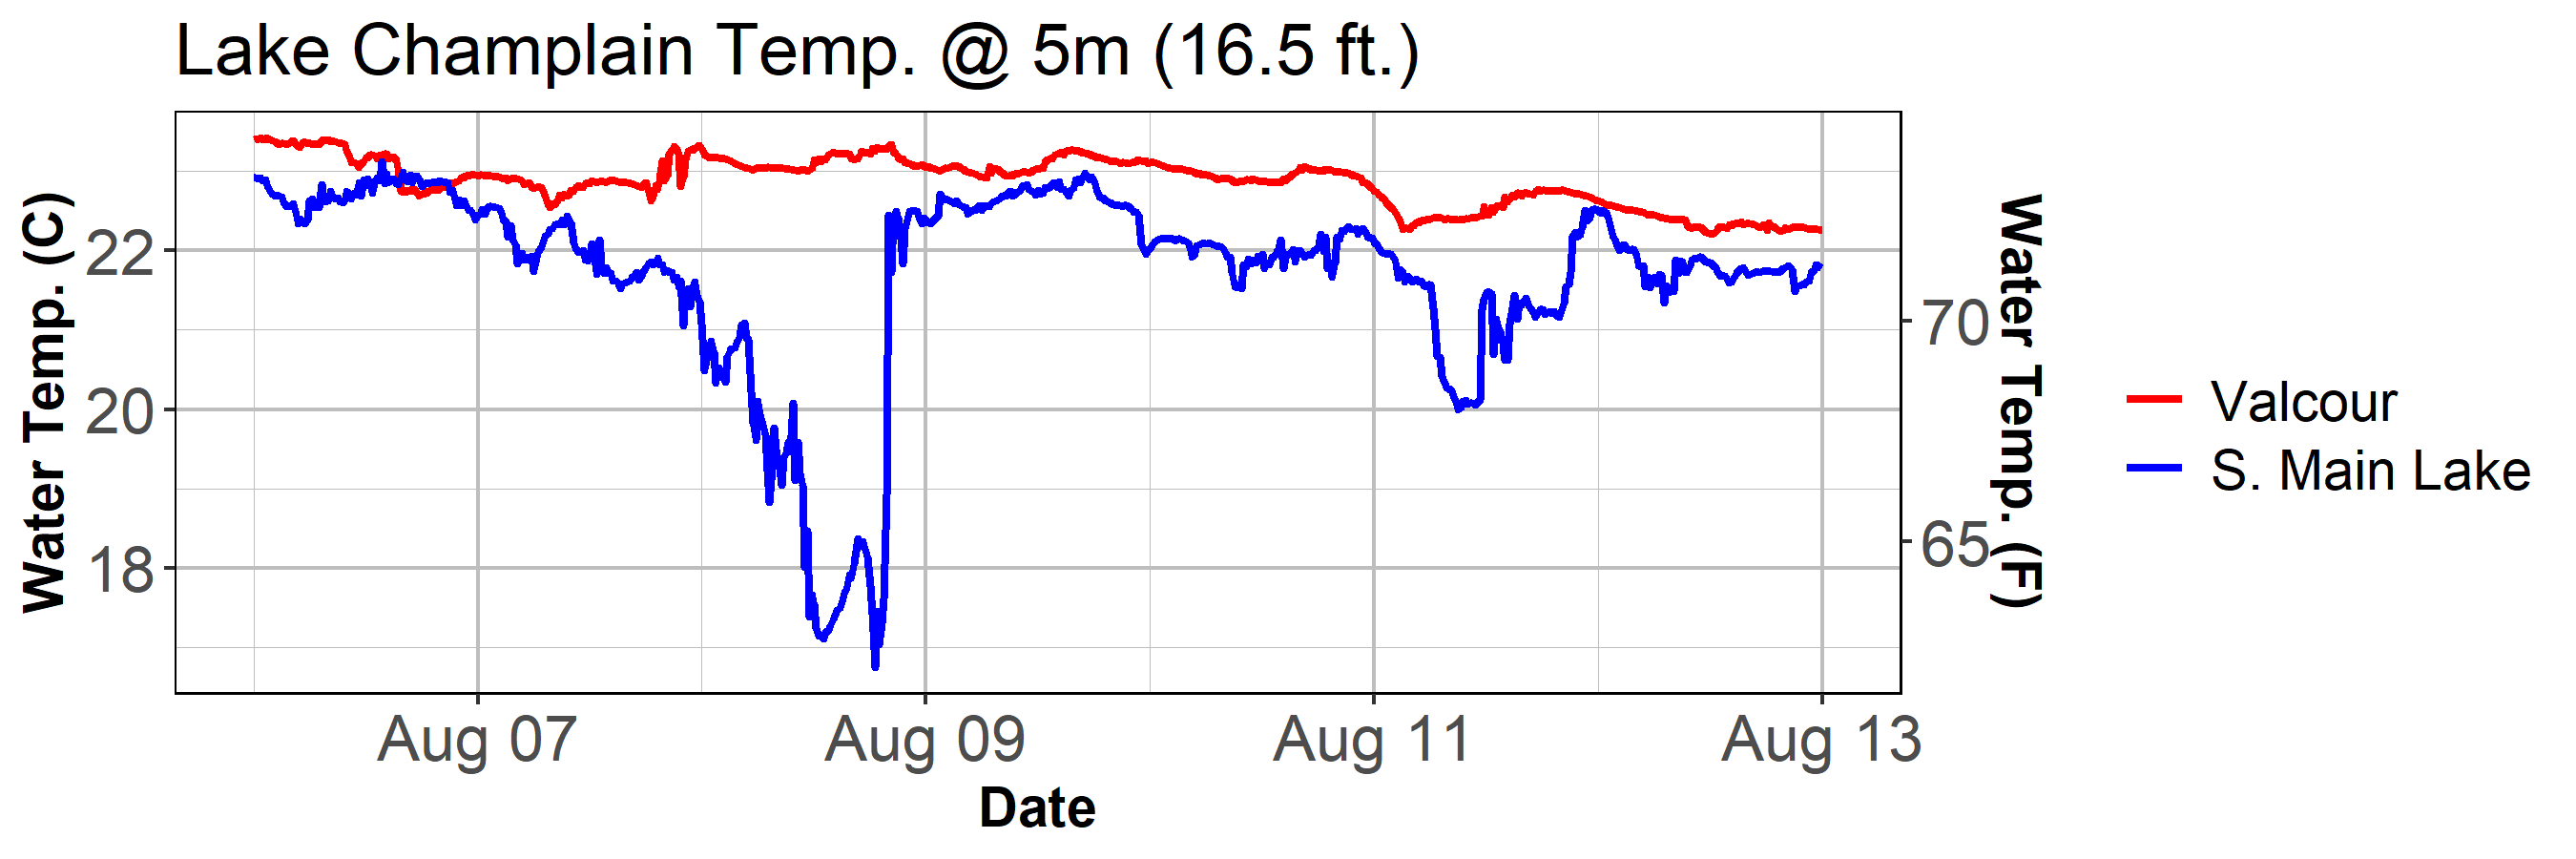 Lake Champlain Temp. @ 5m (16.5 ft.)
Water Temp. (C)
22
20
18
70
65
Water Temp. (F)
Aug 07
Aug 09
Aug 11
Aug 13
Date
Valcour
S. Main Lake